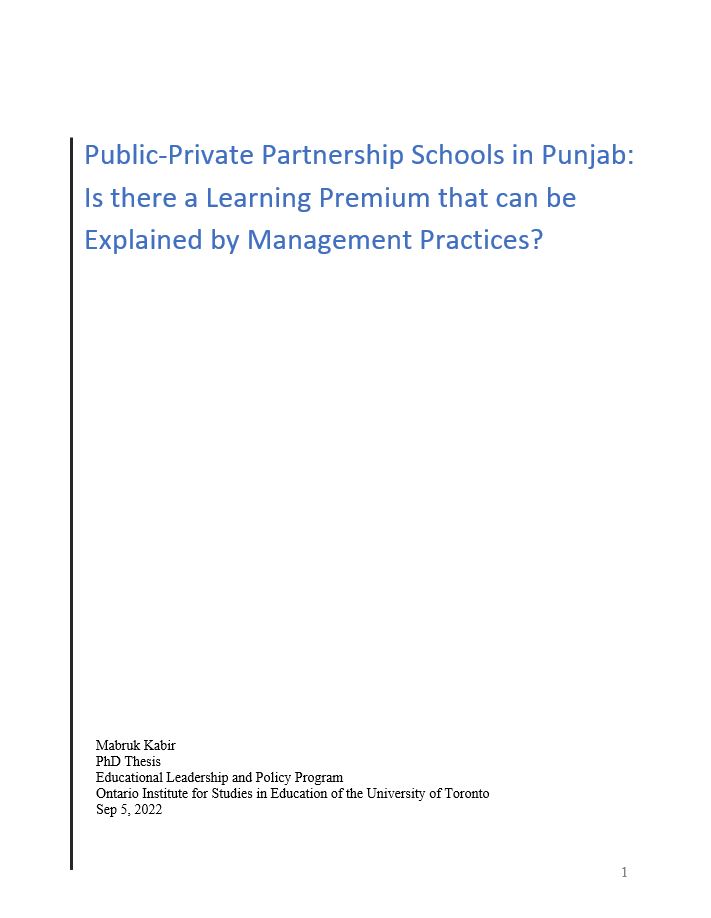 Public-Private Partnership Schools in Punjab:
Is there a Learning Premium that can be
Explained by Management Practices?
Mabruk Kabir
PhD Thesis
Educational Leadership and Policy Program
Ontario Institute for Studies in Education of the University of Toronto
Sep 5, 2022
1